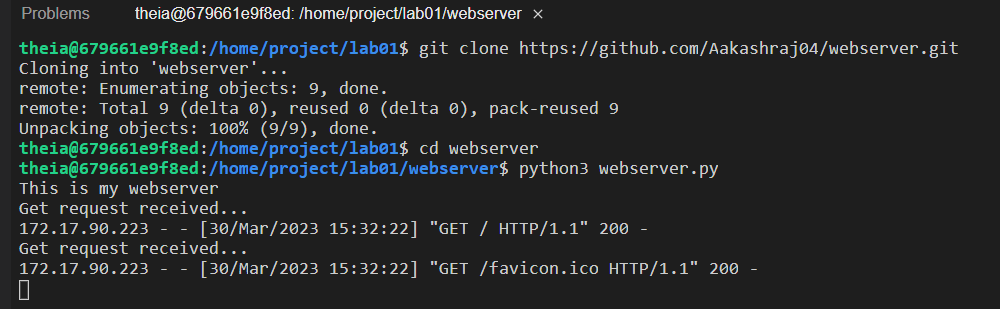 Problems theia@679661e9f8ed: /home/project/lab01/webserver ×
theia@679661e9f8ed:/home/project/lab01$ git clone https://github.com/Aakashraj04/webserver.git
Cloning into 'webserver'...
remote: Enumerating objects: 9, done.
remote: Total 9 (delta 0), reused 0 (delta 0), pack-reused 9
Unpacking objects: 100% (9/9), done.
theia@679661e9f8ed:/home/project/lab01$ cd webserver
theia@679661e9f8ed:/home/project/lab01/webserver$ python3 webserver.py
This is my webserver
Get request received...
172.17.90.223 - - [30/Mar/2023 15:32:22] "GET / HTTP/1.1" 200 -
Get request received...
172.17.90.223 - - [30/Mar/2023 15:32:22] "GET /favicon.ico HTTP/1.1" 200 -